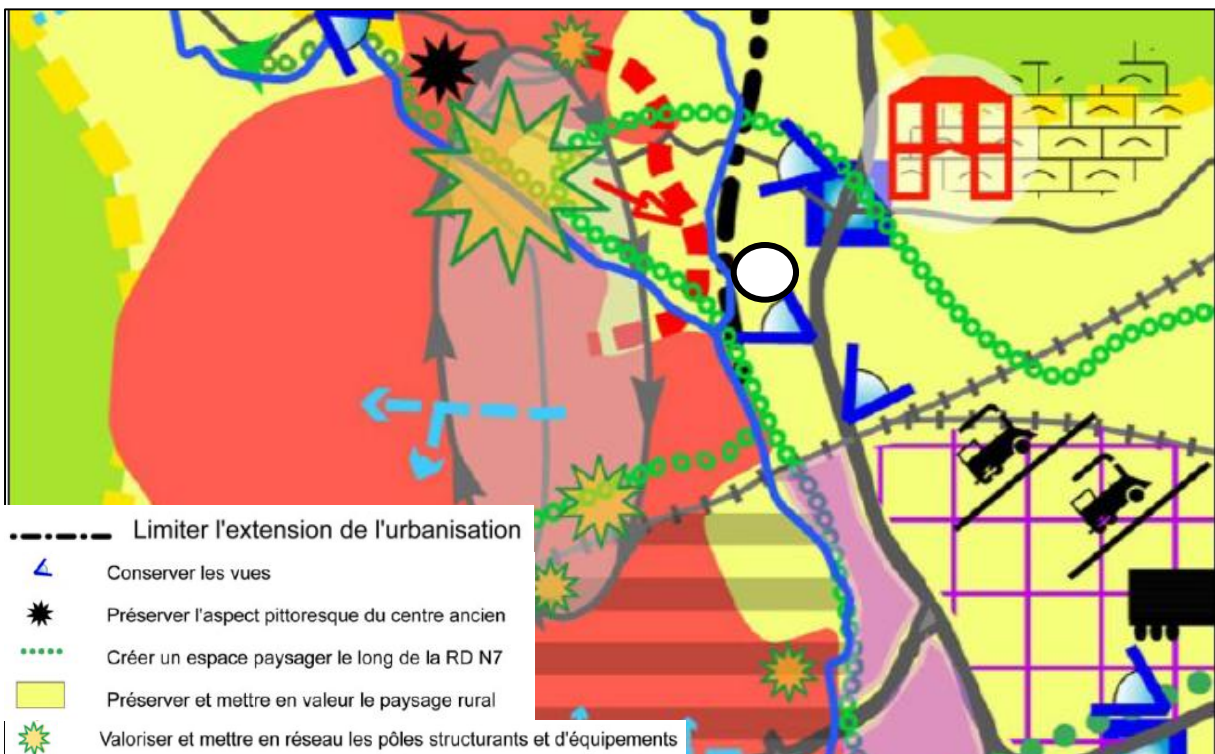 Limiter l'extension de l'urbanisation
Conserver les vues
Préserver l'aspect pittoresque du centre ancien
Créer un espace paysager le long de la RD N7
Préserver et mettre en valeur le paysage rural
Valoriser et mettre en réseau les pôles structurants et d'équipements